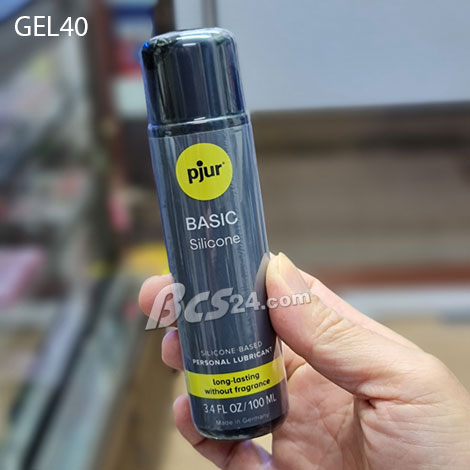 GEL40
pjur®
BASIC
Silicone
BCS24.com
SILICONE BASED
PERSONAL LUBRICANT
long-lasting
without fragrance
3.4 FL OZ/100 ML
Made in Germany